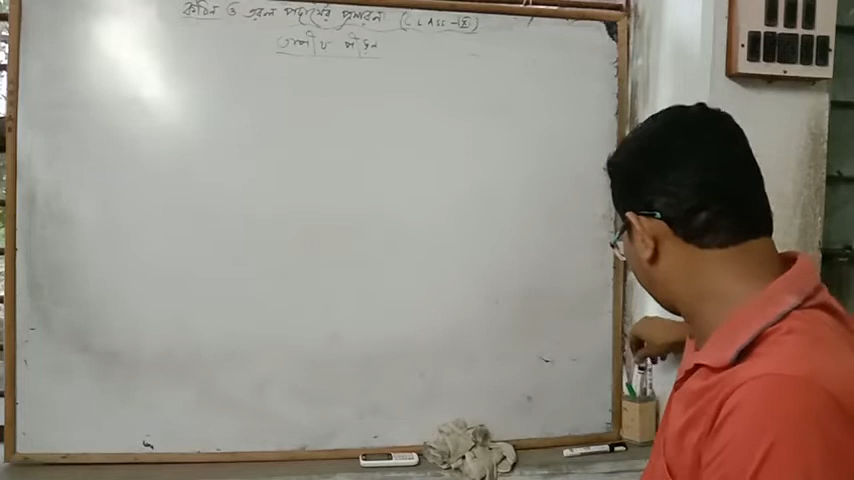 কঠিন ও তরল পদার্থের প্রসারণ (CLASS-X)
তাপীয় পীড়ন